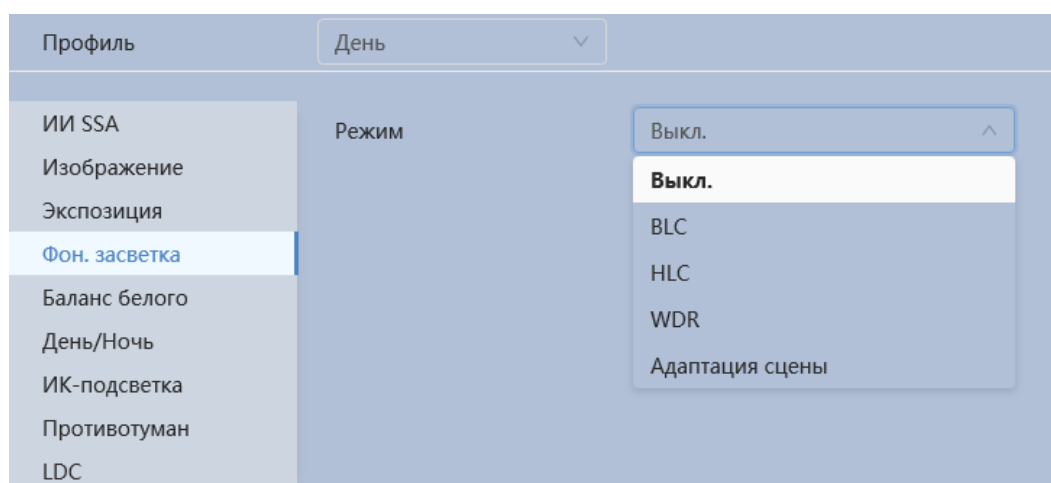 Профиль День
ИИ SSA
Режим Выкл.
Изображение
Выкл.
Экспозиция
BLC
Фон. засветка
HLC
Баланс белого
WDR
День/Ночь
Адаптация сцены
ИК-подсветка
Противотуман
LDC